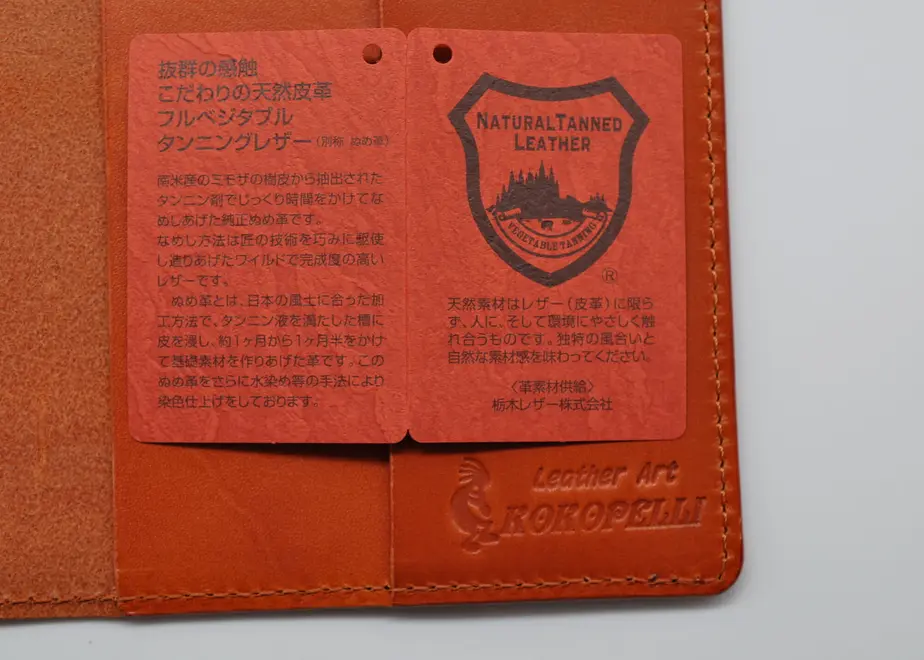 抜群の感触
こだわりの天然皮革
フルベジタブル
タンニングレザー（別称 ぬめ革）
南米産のミモザの樹皮から抽出された
タンニン剤でじっくり時間をかけてな
めしあげた純正ぬめ革です。
なめし方法は匠の技術を巧みに駆使
し造りあげたワイルドで完成度の高い
レザーです。
ぬめ革とは、日本の風土に合った加
工方法で、タンニン液を満たした槽に
皮を浸し、約1ヶ月から1ヶ月半をかけ
て基礎素材を作りあげた革です。この
ぬめ革をさらに水染め等の手法により
染色仕上げをしております。
NATURALTANNED
LEATHER
VEGETABLE TANNING
®
天然素材はレザー（皮革）に限ら
ず、人に、そして環境にやさしく触
れ合うものです。独特の風合いと
自然な素材感を味わってください。
〈革素材供給〉
栃木レザー株式会社
Leather Art
KOKOPELLI